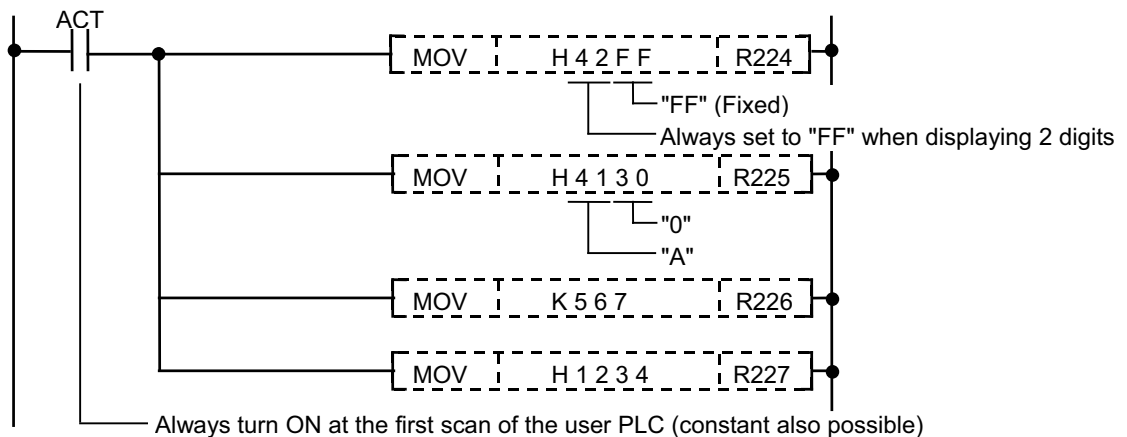 ACT
MOV H 4 2 F F R224
"FF" (Fixed)
Always set to "FF" when displaying 2 digits
MOV H 4 1 3 0 R225
"0"
"A"
MOV K 5 6 7 R226
MOV H 1 2 3 4 R227
Always turn ON at the first scan of the user PLC (constant also possible)